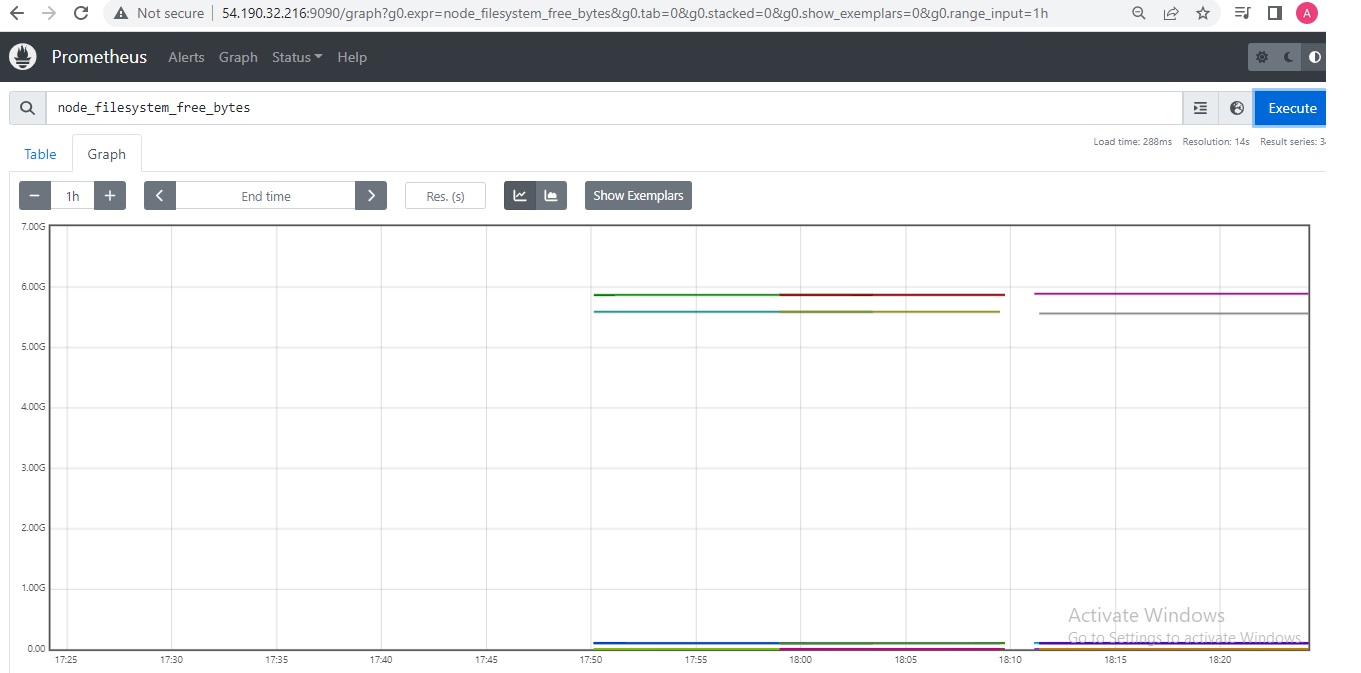 Not secure 54.190.32.216:9090/graph?g0.expr=node_filesystem_free_bytes&g0.tab=0&g0.stacked=0&g0.show_exemplars=0&g0.range_input=1h A
Prometheus Alerts Graph Status Help
node_filesystem_free_bytes Execute
Load time: 288ms Resolution: 14s Result series: 3
Table Graph
− 1h + End time Res. (s) Show Exemplars
7.00G
6.00G
5.00G
4.00G
3.00G
2.00G
1.00G
0.00
Activate Windows
Go to Settings to activate Windows.
17:25 17:30 17:35 17:40 17:45 17:50 17:55 18:00 18:05 18:10 18:15 18:20